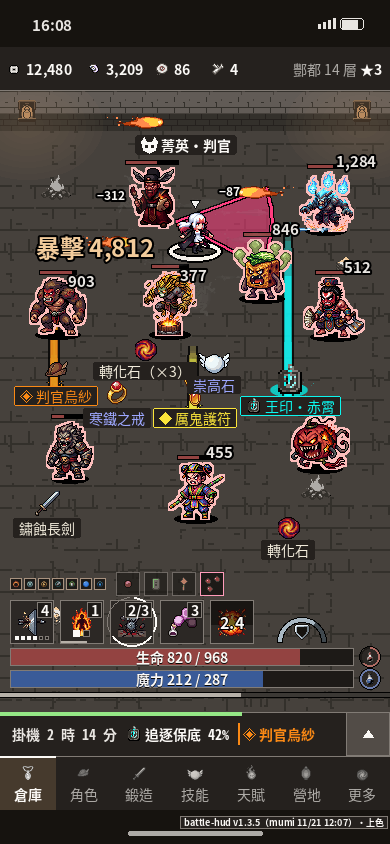 16:08
12,480 3,209 86 4 酆都 14 層 ★3
菁英・判官
1,284
-312
-87
846
暴擊 4,812
377
512
-903
轉化石（×3）
崇高石
判官烏紗
王印・赤霄
寒鐵之戒
厲鬼護符
455
鏽蝕長劍
轉化石
4 1 2/3 3 2.4
生命 820 / 968
魔力 212 / 287
掛機 2 時 14 分 追逐保底 42% 判官烏紗
倉庫 角色 鍛造 技能 天賦 營地 更多
battle-hud v1.3.5（mumi 11/21 12:07）・上色